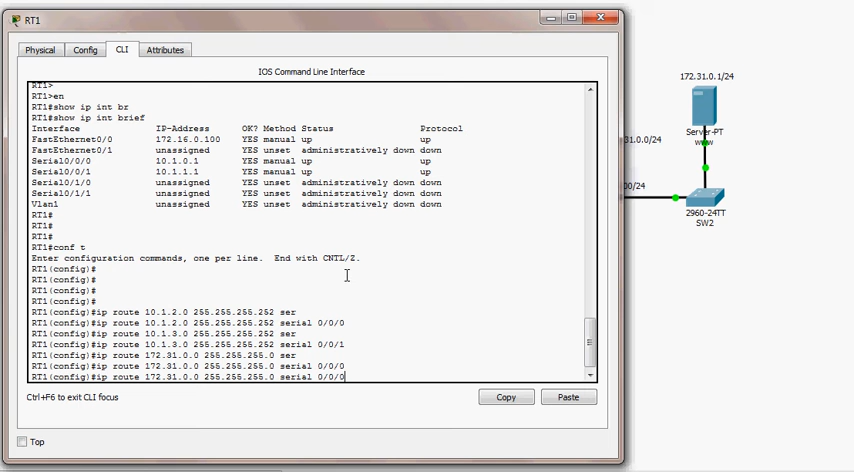 RT1
Physical Config CLI Attributes
IOS Command Line Interface
RT1>
RT1>en
RT1#show ip int br
RT1#show ip int brief
Interface IP-Address OK? Method Status Protocol
FastEthernet0/0 172.16.0.100 YES manual up up
FastEthernet0/1 unassigned YES unset administratively down down
Serial0/0/0 10.1.0.1 YES manual up up
Serial0/0/1 10.1.1.1 YES manual up up
Serial0/1/0 unassigned YES unset administratively down down
Serial0/1/1 unassigned YES unset administratively down down
Vlan1 unassigned YES unset administratively down down
RT1#
RT1#
RT1#
RT1#conf t
Enter configuration commands, one per line. End with CNTL/Z.
RT1(config)#
RT1(config)#
RT1(config)#
RT1(config)#
RT1(config)#ip route 10.1.2.0 255.255.255.252 ser
RT1(config)#ip route 10.1.2.0 255.255.255.252 serial 0/0/0
RT1(config)#ip route 10.1.3.0 255.255.255.252 ser
RT1(config)#ip route 10.1.3.0 255.255.255.252 serial 0/0/1
RT1(config)#ip route 172.31.0.0 255.255.255.0 ser
RT1(config)#ip route 172.31.0.0 255.255.255.0 serial 0/0/0
RT1(config)#ip route 172.31.0.0 255.255.255.0 serial 0/0/0
Ctrl+F6 to exit CLI focus
Copy Paste
Top
172.31.0.1/24
Server-PT
www
31.0.0/24
00/24
2960-24TT
SW2